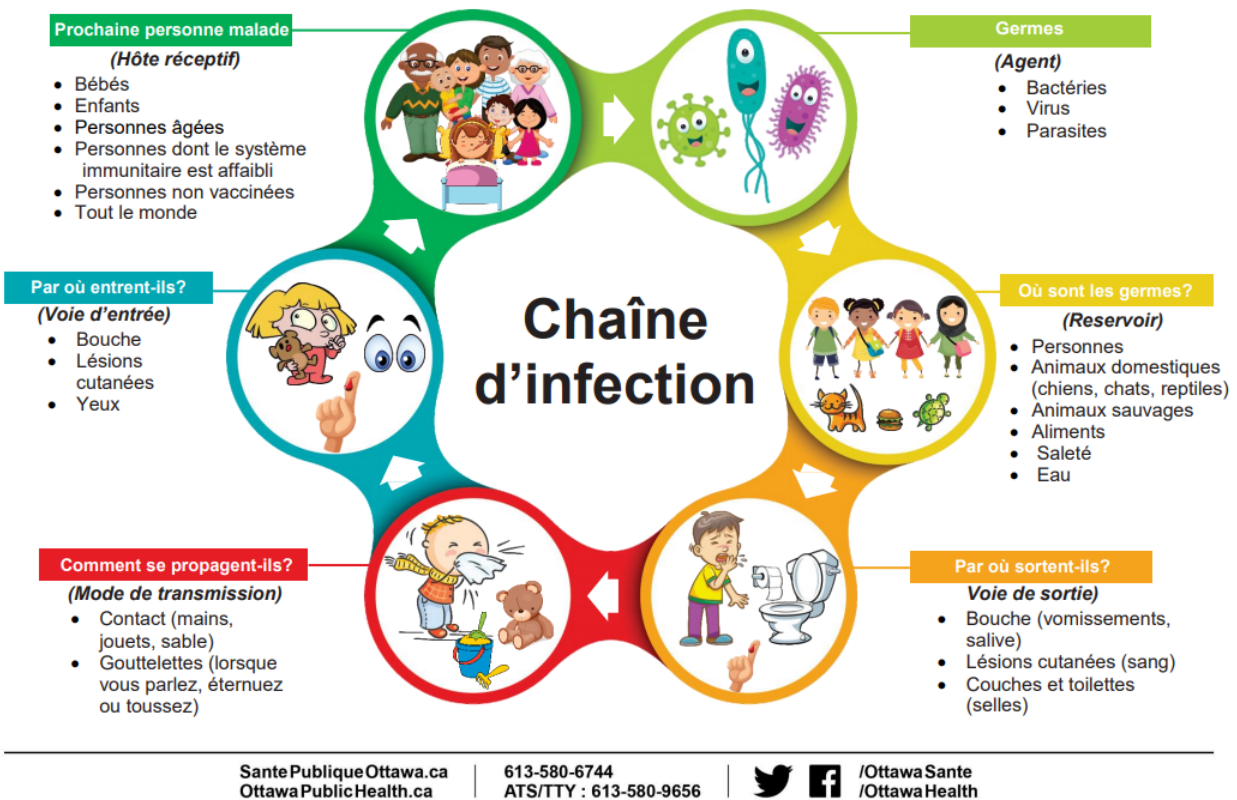 Prochaine personne malade
(Hôte réceptif)
• Bébés
• Enfants
• Personnes âgées
• Personnes dont le système
immunitaire est affaibli
• Personnes non vaccinées
• Tout le monde
Germes
(Agent)
• Bactéries
• Virus
• Parasites
Par où entrent-ils?
(Voie d'entrée)
• Bouche
• Lésions
cutanées
• Yeux
Chaîne
d'infection
Où sont les germes?
(Reservoir)
• Personnes
• Animaux domestiques
(chiens, chats, reptiles)
• Animaux sauvages
• Aliments
• Saleté
• Eau
Comment se propagent-ils?
(Mode de transmission)
• Contact (mains,
jouets, sable)
• Gouttelettes (lorsque
vous parlez, éternuez
ou toussez)
Par où sortent-ils?
Voie de sortie)
• Bouche (vomissements,
salive)
• Lésions cutanées (sang)
• Couches et toilettes
(selles)
SantePubliqueOttawa.ca
OttawaPublicHealth.ca
613-580-6744
ATS/TTY : 613-580-9656
/OttawaSante
/OttawaHealth